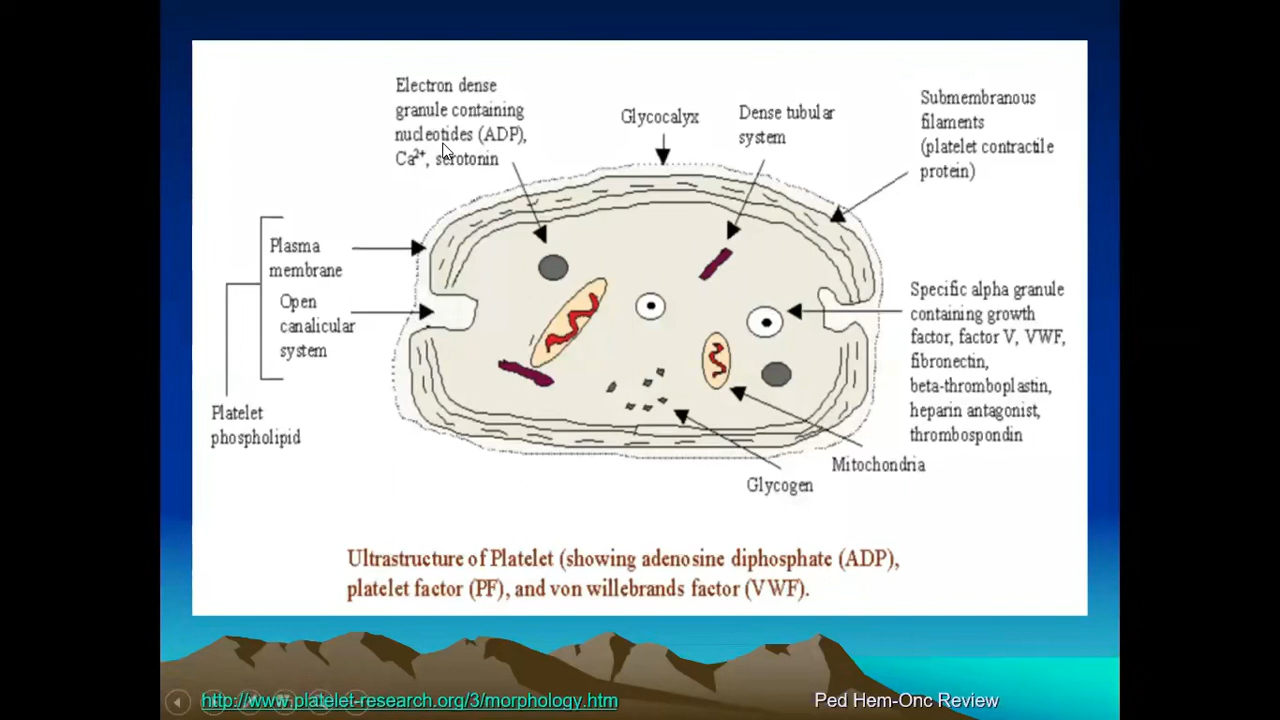 Electron dense
granule containing
nucleotides (ADP),
Ca²⁺, serotonin
Glycocalyx
Dense tubular
system
Submembranous
filaments
(platelet contractile
protein)
Plasma
membrane
Open
canalicular
system
Platelet
phospholipid
Specific alpha granule
containing growth
factor, factor V, VWF,
fibronectin,
beta-thromboplastin,
heparin antagonist,
thrombospondin
Mitochondria
Glycogen
Ultrastructure of Platelet (showing adenosine diphosphate (ADP),
platelet factor (PF), and von willebrands factor (VWF).
http://www.platelet-research.org/3/morphology.htm
Ped Hem-Onc Review